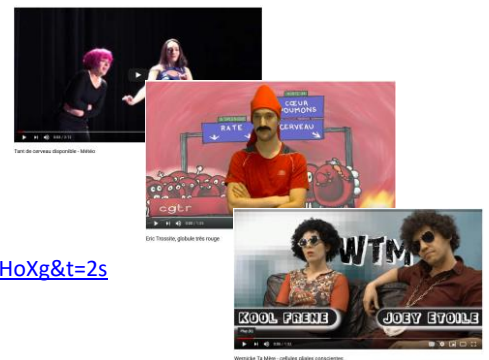 Tant de cerveau disponible - Météo
CŒUR
POUMONS
RATE
CERVEAU
cgtr
Eric Trossite, globule très rouge
HoXg&t=2s
WTM
KOOL FRENE
JOEY ETOILE
Wernicke Ta Mère - cellules gliales conscientes